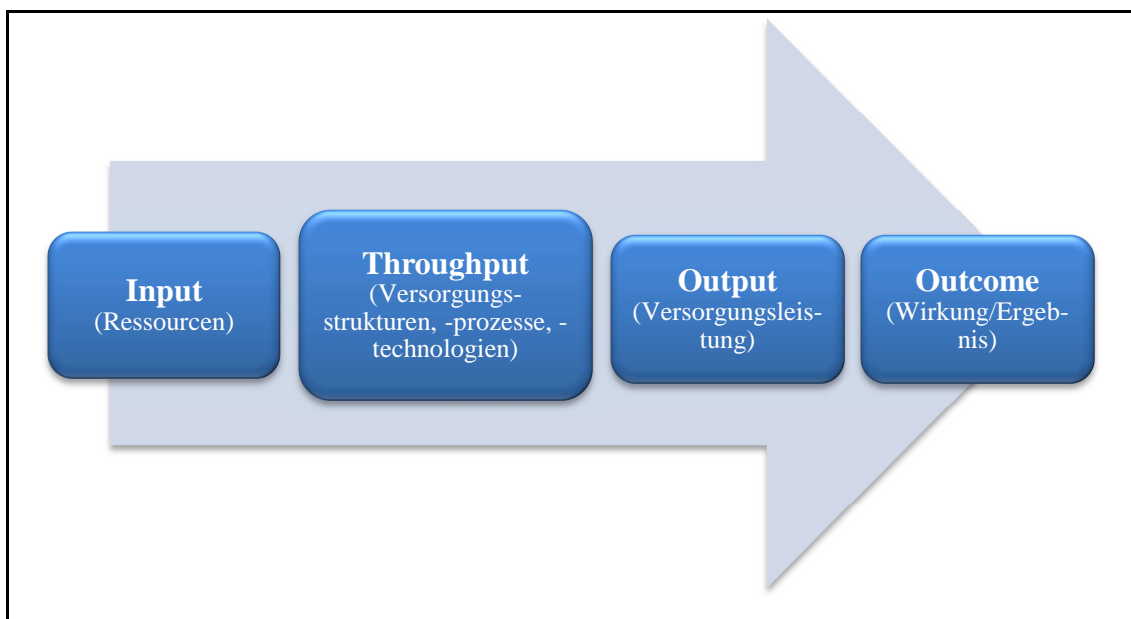 Input
(Ressourcen)
Throughput
(Versorgungs-
strukturen, -prozesse, -
technologien)
Output
(Versorgungsleis-
tung)
Outcome
(Wirkung/Ergeb-
nis)